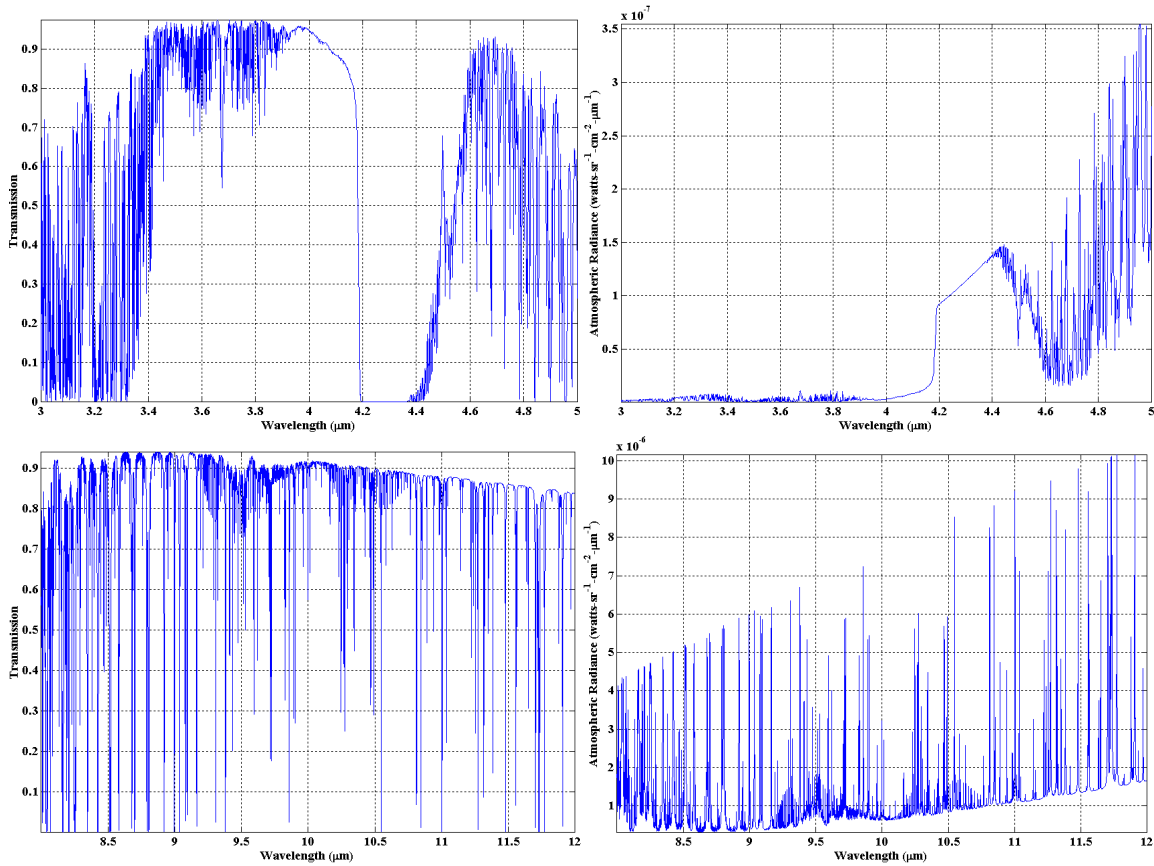 0.9
0.8
0.7
0.6
0.5
0.4
0.3
0.2
0.1
0
Transmission
3 3.2 3.4 3.6 3.8 4 4.2 4.4 4.6 4.8 5
Wavelength (μm)
x 10⁻⁷
3.5
3
2.5
2
1.5
1
0.5
Atmospheric Radiance (watts-sr⁻¹-cm⁻²-μm⁻¹)
3 3.2 3.4 3.6 3.8 4 4.2 4.4 4.6 4.8 5
Wavelength (μm)
0.9
0.8
0.7
0.6
0.5
0.4
0.3
0.2
0.1
Transmission
8.5 9 9.5 10 10.5 11 11.5 12
Wavelength (μm)
x 10⁻⁶
10
9
8
7
6
5
4
3
2
1
Atmospheric Radiance (watts-sr⁻¹-cm⁻²-μm⁻¹)
8.5 9 9.5 10 10.5 11 11.5 12
Wavelength (μm)